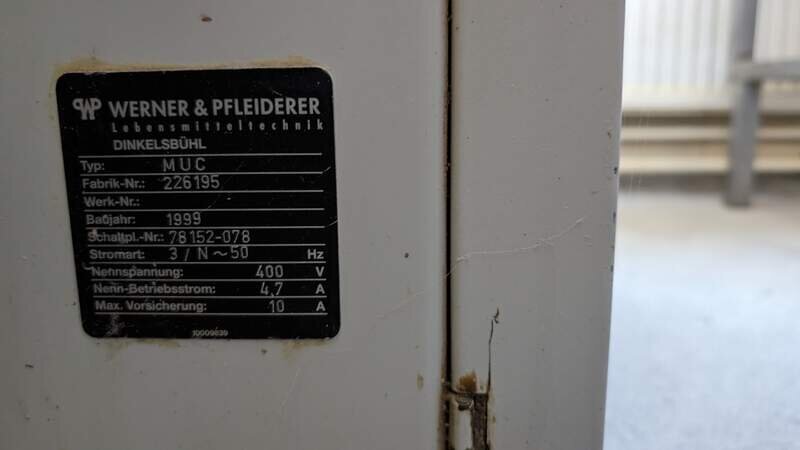 WP WERNER & PFLEIDERER
Lebensmitteltechnik
DINKELSBÜHL
Typ: MUC
Fabrik-Nr.: 226195
Werk-Nr.:
Baujahr: 1999
Schaltpl.-Nr.: 78152-078
Stromart: 3 / N ~ 50 Hz
Nennspannung: 400 V
Nenn-Betriebsstrom: 4,7 A
Max. Vorsicherung: 10 A
10009839